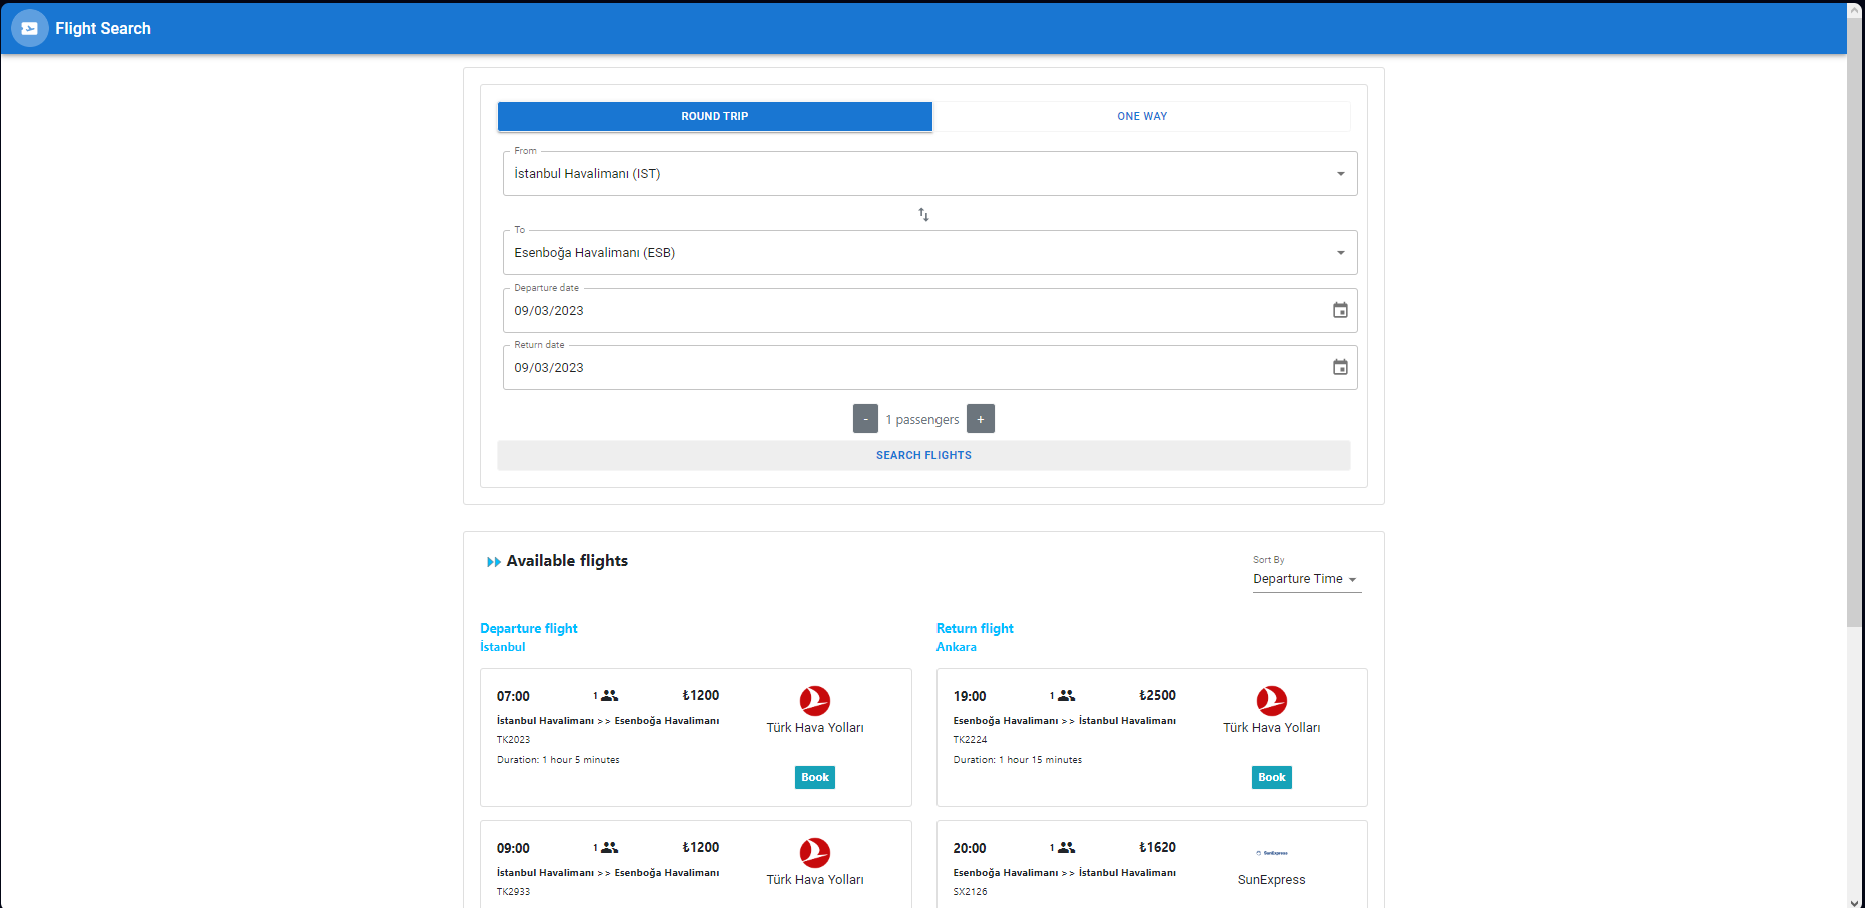 Flight Search
ROUND TRIP
ONE WAY
From
İstanbul Havalimanı (IST)
To
Esenboğa Havalimanı (ESB)
Departure date
09/03/2023
Return date
09/03/2023
- 1 passengers +
SEARCH FLIGHTS
Available flights
Sort By
Departure Time
Departure flight
İstanbul
07:00 1 ₺1200
İstanbul Havalimanı >> Esenboğa Havalimanı
TK2023
Duration: 1 hour 5 minutes
Türk Hava Yolları
Book
09:00 1 ₺1200
İstanbul Havalimanı >> Esenboğa Havalimanı
TK2933
Türk Hava Yolları
Return flight
Ankara
19:00 1 ₺2500
Esenboğa Havalimanı >> İstanbul Havalimanı
TK2224
Duration: 1 hour 15 minutes
Türk Hava Yolları
Book
20:00 1 ₺1620
Esenboğa Havalimanı >> İstanbul Havalimanı
SX2126
SunExpress
SunExpress